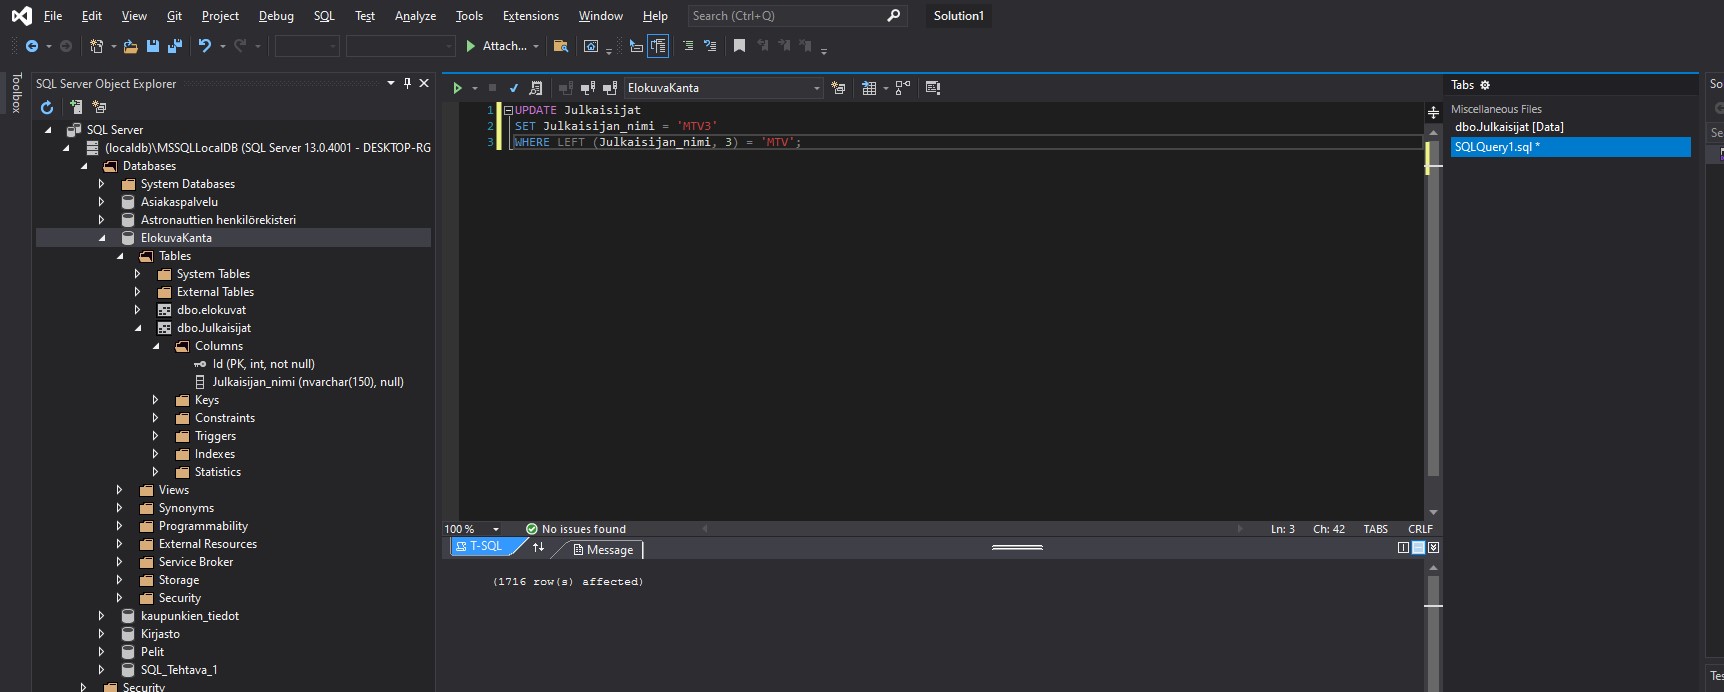 File Edit View Git Project Debug SQL Test Analyze Tools Extensions Window Help Search (Ctrl+Q) Solution1
Attach...
Toolbox
SQL Server Object Explorer
SQL Server
(localdb)\MSSQLLocalDB (SQL Server 13.0.4001 - DESKTOP-RG
Databases
System Databases
Asiakaspalvelu
Astronauttien henkilörekisteri
ElokuvaKanta
Tables
System Tables
External Tables
dbo.elokuvat
dbo.Julkaisijat
Columns
Id (PK, int, not null)
Julkaisijan_nimi (nvarchar(150), null)
Keys
Constraints
Triggers
Indexes
Statistics
Views
Synonyms
Programmability
External Resources
Service Broker
Storage
Security
kaupunkien_tiedot
Kirjasto
Pelit
SQL_Tehtava_1
Security
ElokuvaKanta
1 UPDATE Julkaisijat
2 SET Julkaisijan_nimi = 'MTV3'
3 WHERE LEFT (Julkaisijan_nimi, 3) = 'MTV';
100 % No issues found Ln: 3 Ch: 42 TABS CRLF
T-SQL Message
(1716 row(s) affected)
Tabs
Miscellaneous Files
dbo.Julkaisijat [Data]
SQLQuery1.sql *
So
Se
Tes